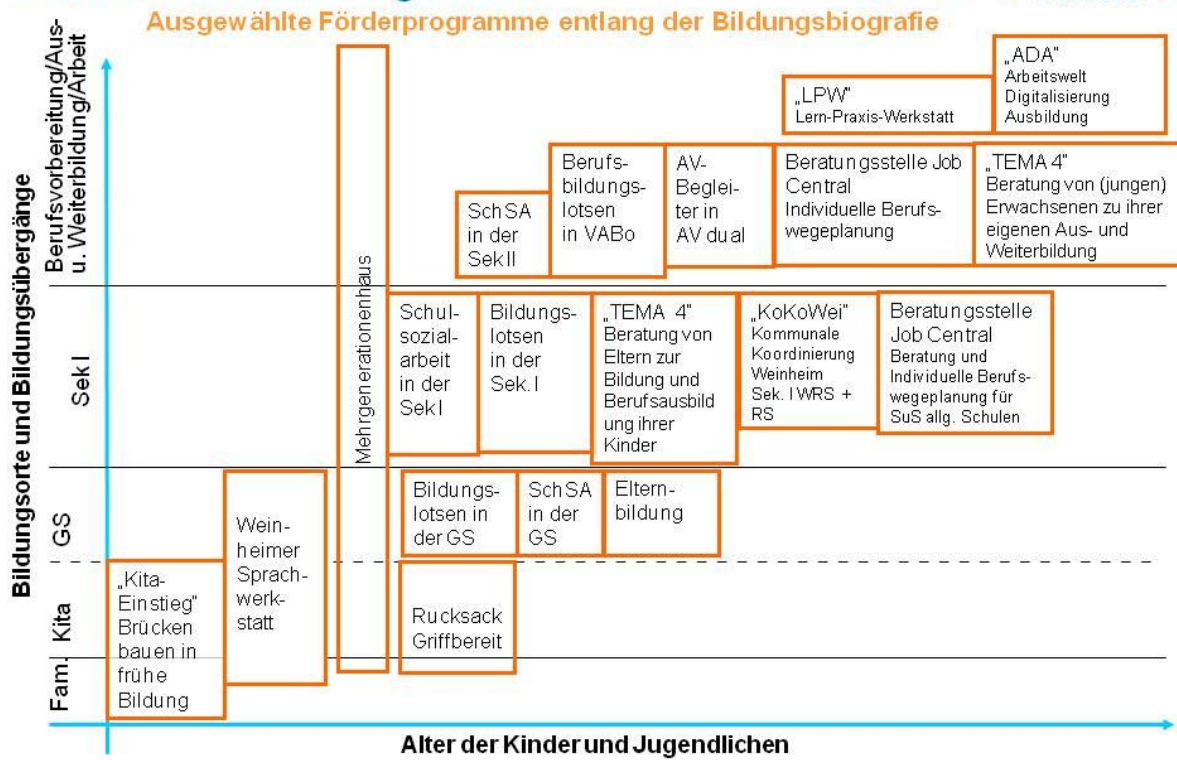 Ausgewählte Förderprogramme entlang der Bildungsbiografie
Bildungsorte und Bildungsübergänge
Berufsvorbereitung/Aus-
u. Weiterbildung/Arbeit
Sek I
GS
Kita
Fam.
„Kita-
Einstieg“
Brücken
bauen in
frühe
Bildung
Wein-
heimer
Sprach-
werk-
statt
Mehrgenerationenhaus
„LPW“
Lern-Praxis-Werkstatt
„ADA“
Arbeitswelt
Digitalisierung
Ausbildung
SchSA
in der
Sek II
Berufs-
bildungs-
lotsen
in VABo
AV-
Beglei-
ter in
AV dual
Beratungsstelle Job
Central
Individuelle Berufs-
wegeplanung
„TEMA 4“
Beratung von (jungen)
Erwachsenen zu ihrer
eigenen Aus- und
Weiterbildung
Schul-
sozial-
arbeit
in der
Sek I
Bildungs-
lotsen
in der
Sek. I
„TEMA 4“
Beratung von
Eltern zur
Bildung und
Berufsausbild
ung ihrer
Kinder
„KoKoWei“
Kommunale
Koordinierung
Weinheim
Sek. I WRS +
RS
Beratungsstelle
Job Central
Beratung und
Individuelle Berufs-
wegeplanung für
SuS allg. Schulen
Bildungs-
lotsen in
der GS
SchSA
in der
GS
Eltern-
bildung
Rucksack
Griffbereit
Alter der Kinder und Jugendlichen